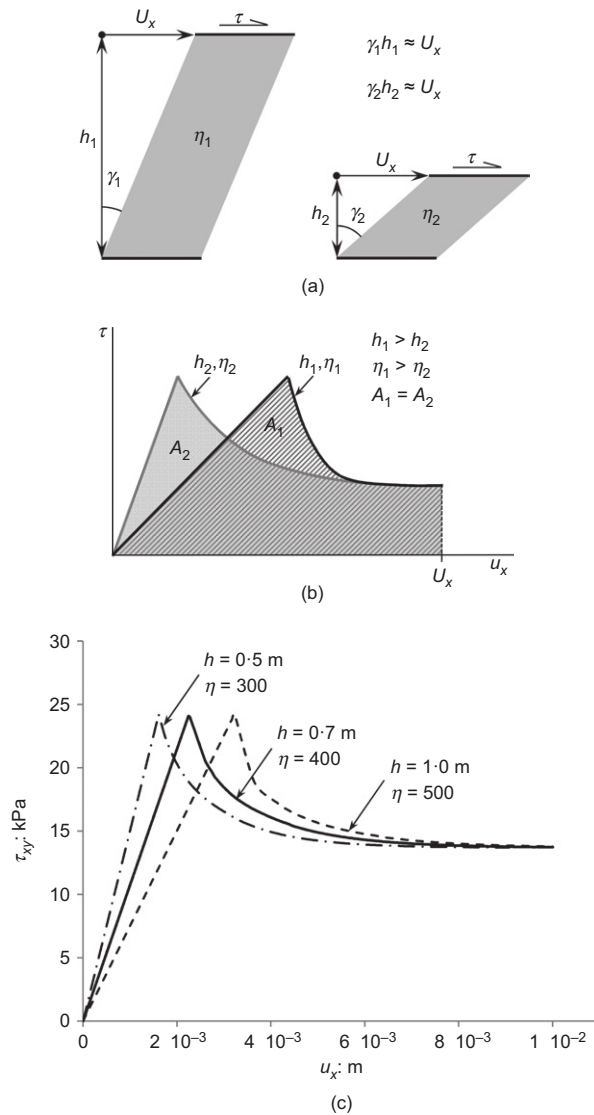 U_x
τ
γ₁h₁ ≈ U_x
γ₂h₂ ≈ U_x
h₁
η₁
γ₁
U_x
τ
h₂
γ₂
η₂
(a)
τ
h₂,η₂
h₁,η₁
h₁ > h₂
η₁ > η₂
A₁ = A₂
A₂
A₁
U_x
u_x
(b)
30
25
20
15
10
5
0
τ_xy: kPa
h = 0·5 m
η = 300
h = 0·7 m
η = 400
h = 1·0 m
η = 500
0
2 10⁻³
4 10⁻³
6 10⁻³
8 10⁻³
1 10⁻²
u_x: m
(c)